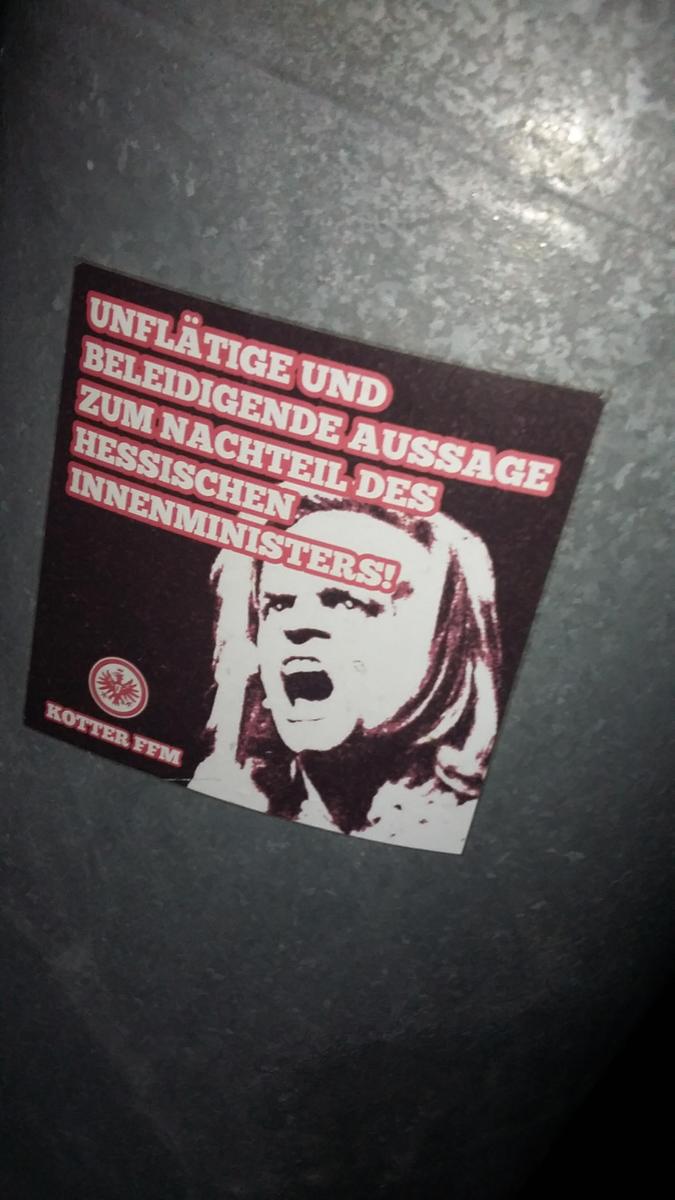 UNFLÄTIGE UND
BELEIDIGENDE AUSSAGE
ZUM NACHTEIL DES
HESSISCHEN
INNENMINISTERS!
KOTTER FFM